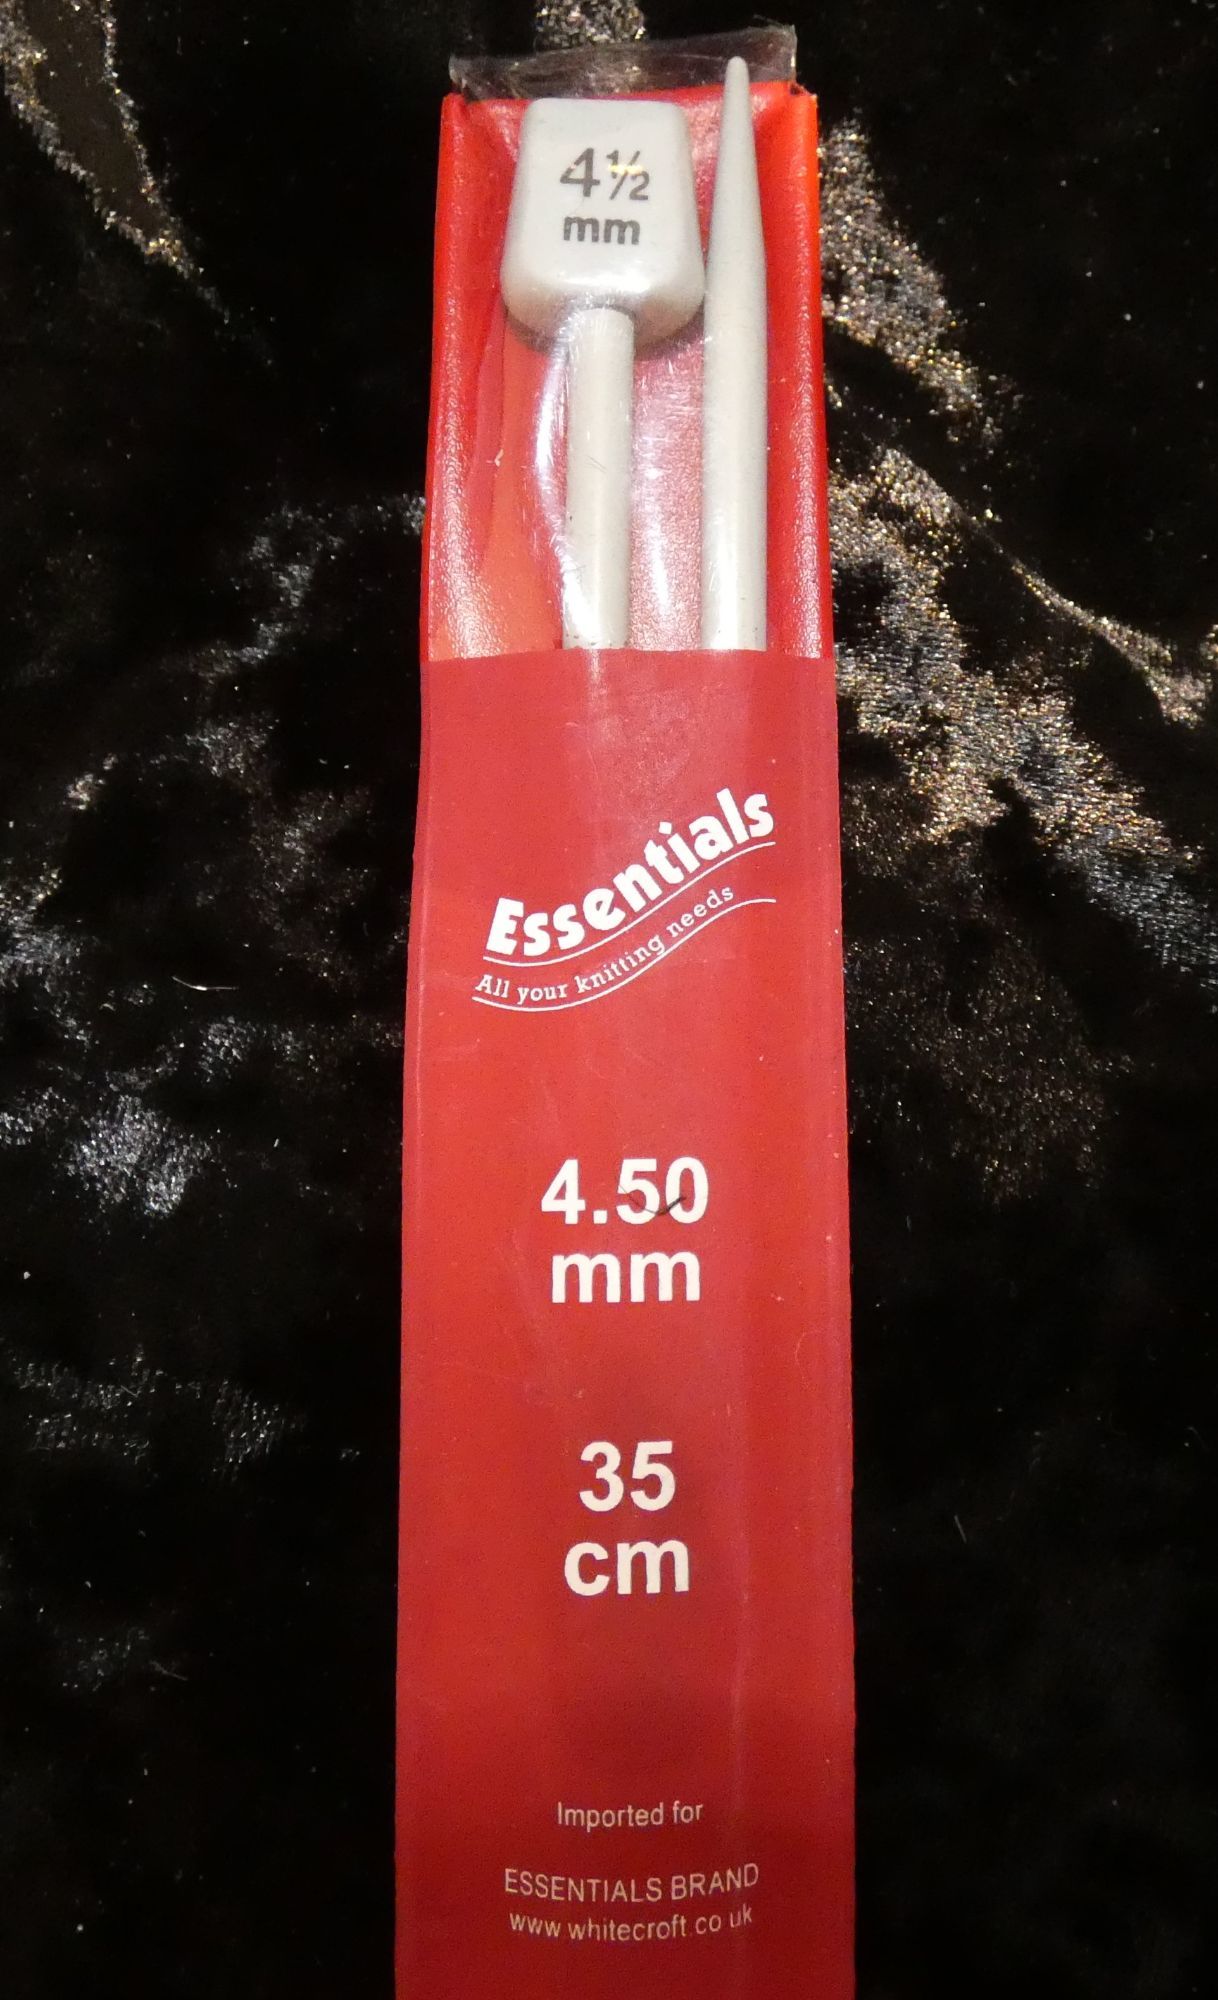 4½
mm
Essentials
All your knitting needs
4.50
mm
35
cm
Imported for
ESSENTIALS BRAND
www.whitecroft.co.uk